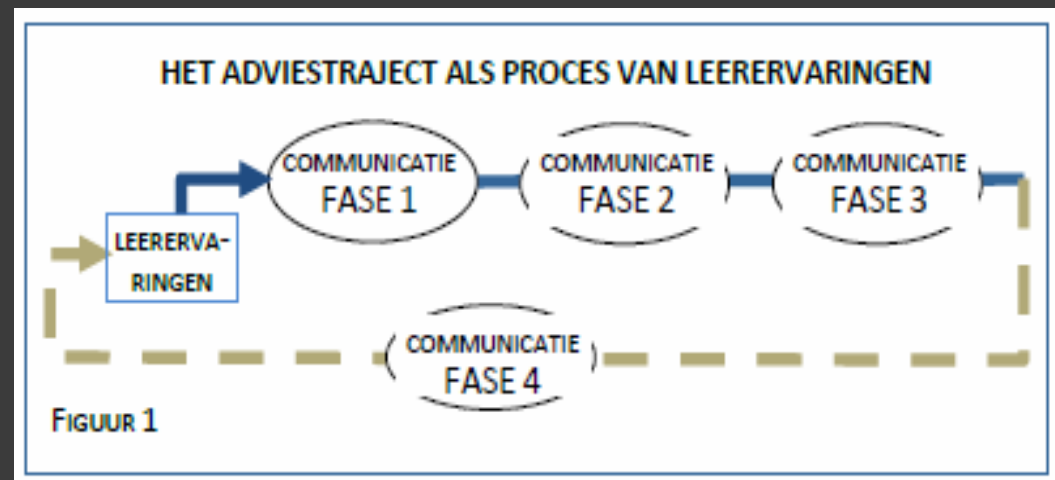 HET ADVIESTRAJECT ALS PROCES VAN LEERERVARINGEN
COMMUNICATIE
FASE 1
COMMUNICATIE
FASE 2
COMMUNICATIE
FASE 3
LEERERVA-
RINGEN
COMMUNICATIE
FASE 4
FIGUUR 1